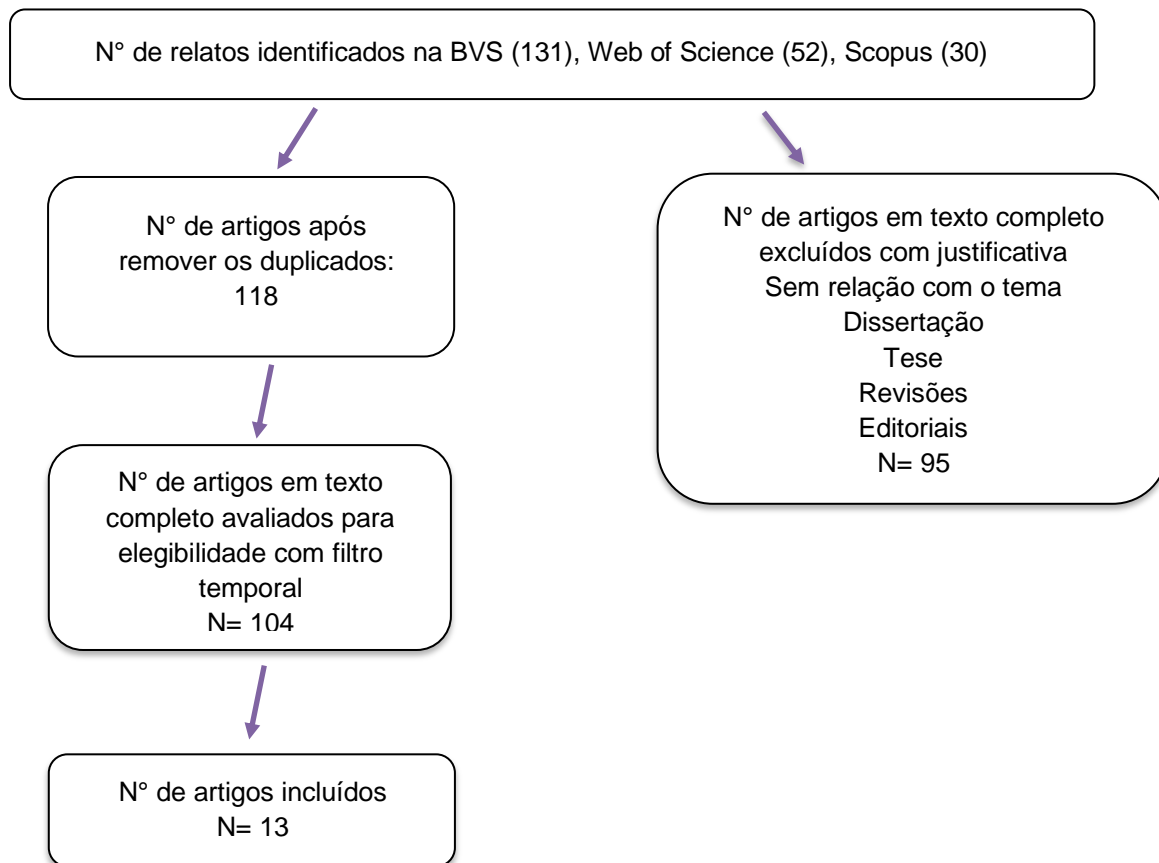 N° de relatos identificados na BVS (131), Web of Science (52), Scopus (30)
N° de artigos após
remover os duplicados:
118
N° de artigos em texto completo
excluídos com justificativa
Sem relação com o tema
Dissertação
Tese
Revisões
Editoriais
N= 95
N° de artigos em texto
completo avaliados para
elegibilidade com filtro
temporal
N= 104
N° de artigos incluídos
N= 13